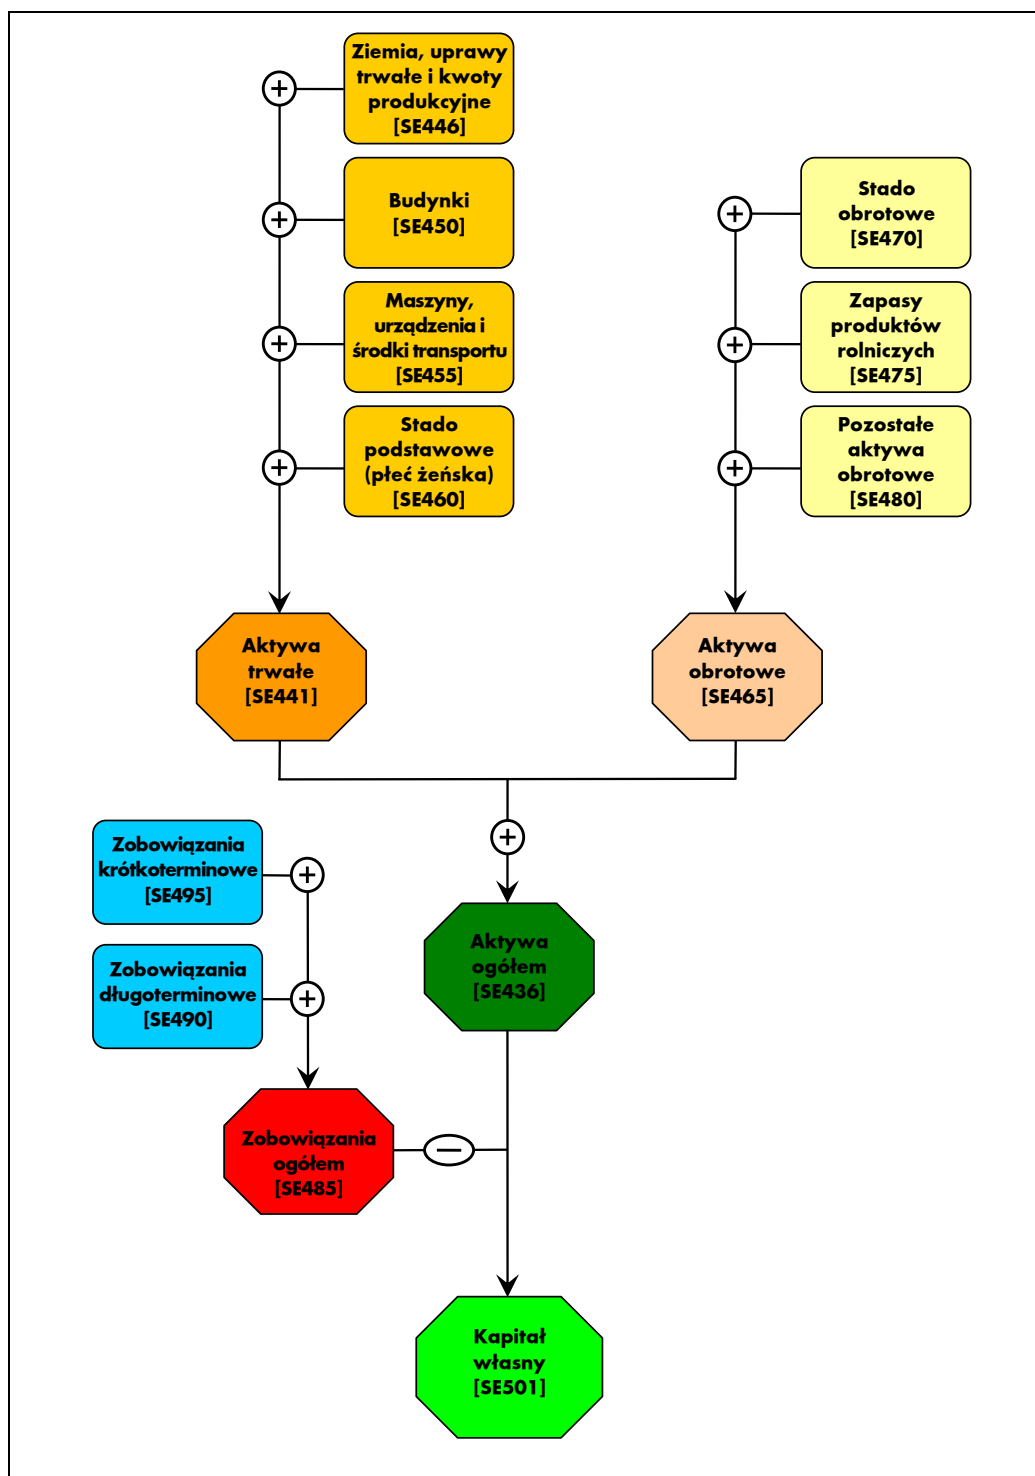 Ziemia, uprawy
trwałe i kwoty
produkcyjne
[SE446]
Budynki
[SE450]
Maszyny,
urządzenia i
środki transportu
[SE455]
Stado
podstawowe
(płeć żeńska)
[SE460]
Stado
obrotowe
[SE470]
Zapasy
produktów
rolniczych
[SE475]
Pozostałe
aktywa
obrotowe
[SE480]
Aktywa
trwałe
[SE441]
Aktywa
obrotowe
[SE465]
Zobowiązania
krótkoterminowe
[SE495]
Zobowiązania
długoterminowe
[SE490]
Aktywa
ogółem
[SE436]
Zobowiązania
ogółem
[SE485]
Kapitał
własny
[SE501]